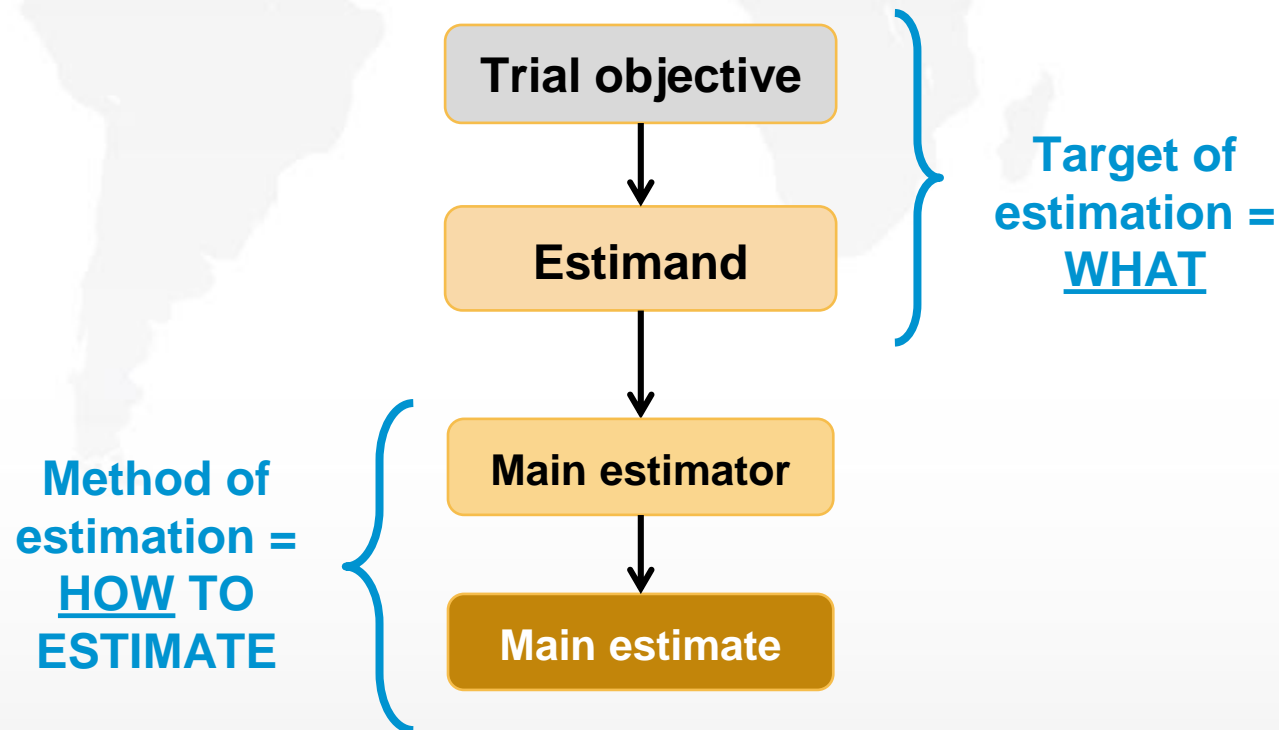 Trial objective
Target of
estimation =
WHAT
Estimand
Main estimator
Method of
estimation =
HOW TO
ESTIMATE
Main estimate